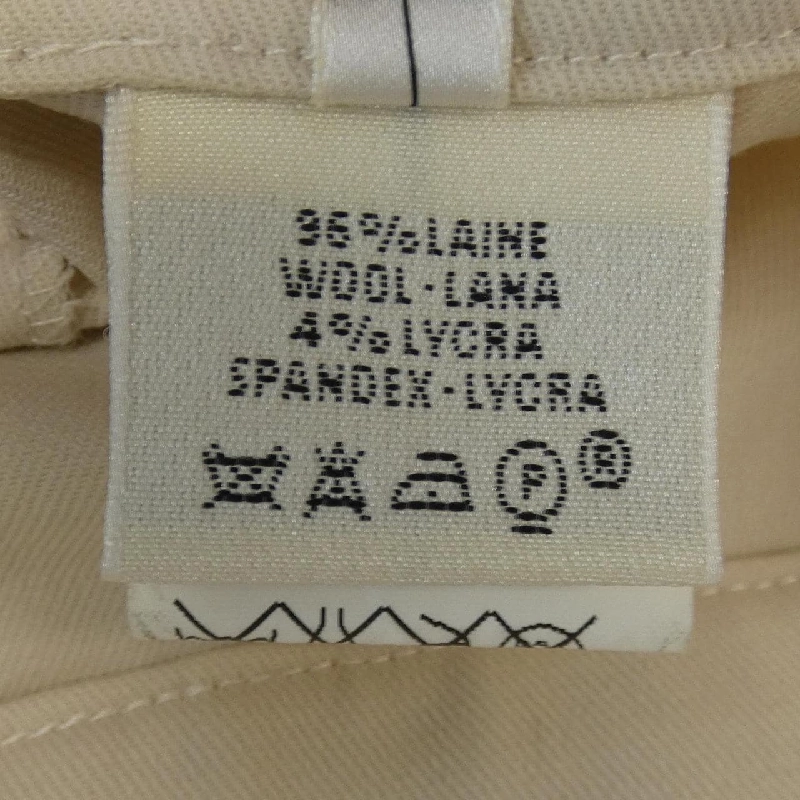 96% LAINE
WOOL·LANA
4% LYCRA
SPANDEX·LYCRA
P ®